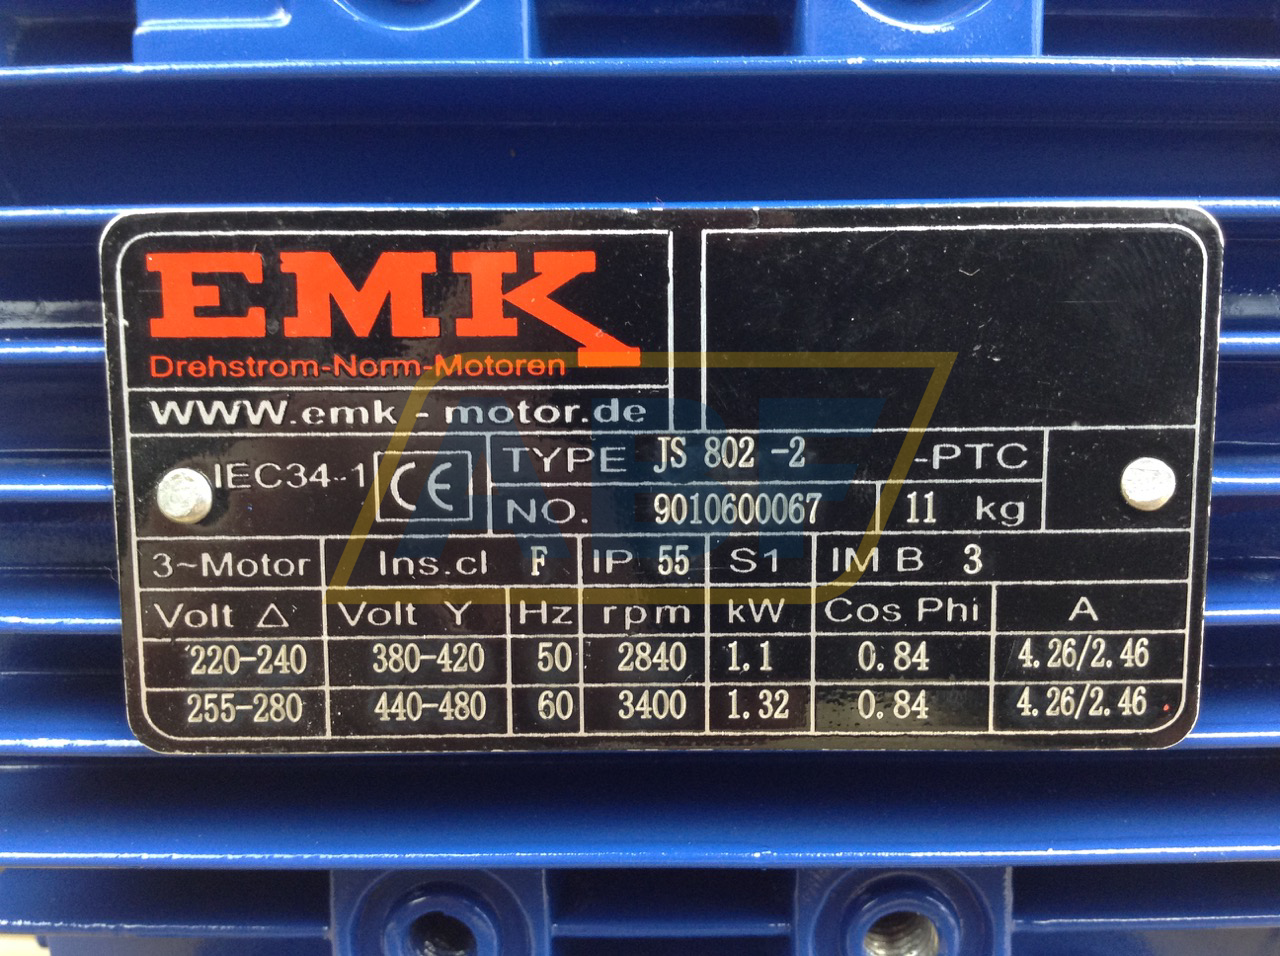 EMK
Drehstrom-Norm-Motoren
WWW.emk-motor.de
IEC34-1 CE TYPE JS 802 -2 -PTC
NO. 9010600067 11 kg
3~Motor Ins.cl F IP 55 S1 IM B 3
Volt Δ Volt Y Hz rpm kW Cos Phi A
220-240 380-420 50 2840 1.1 0.84 4.26/2.46
255-280 440-480 60 3400 1.32 0.84 4.26/2.46
ABF